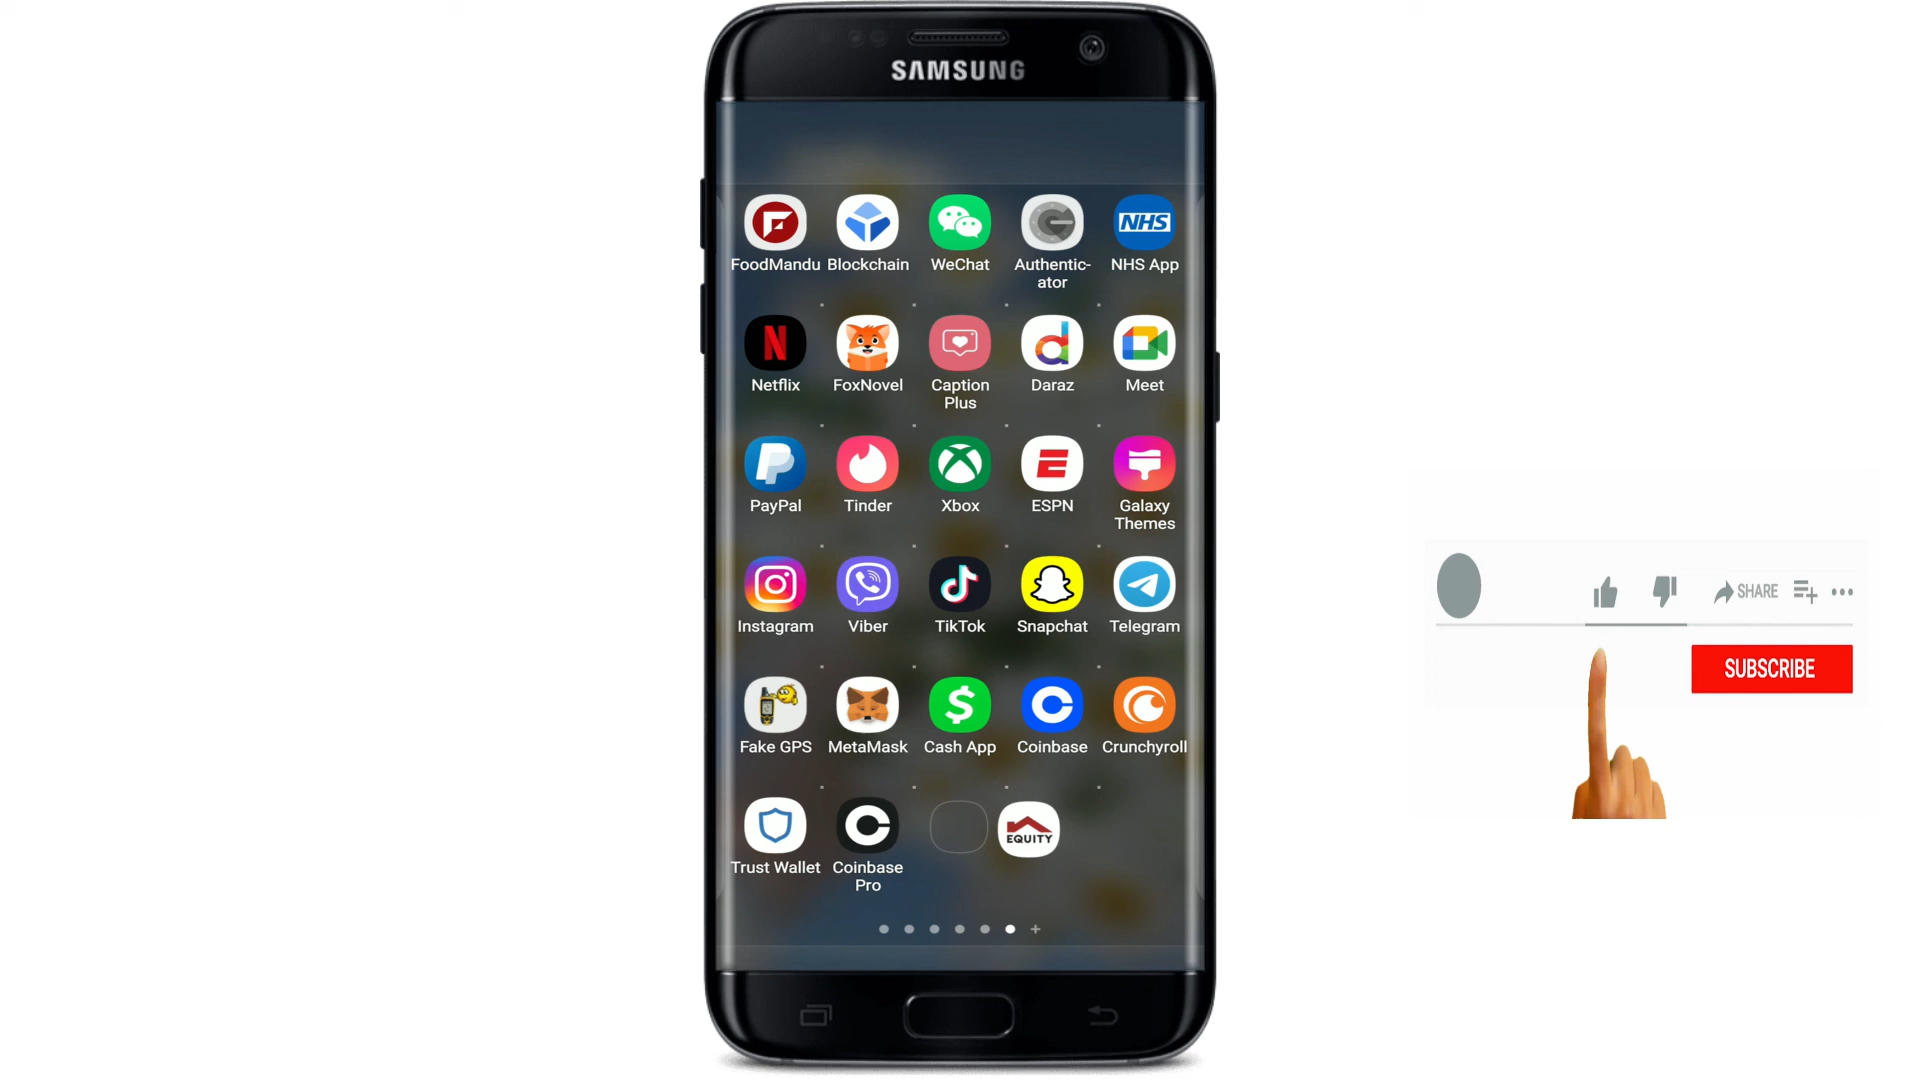 SAMSUNG
FoodMandu Blockchain WeChat Authentic- NHS App
ator
NHS
Netflix FoxNovel Caption Daraz Meet
Plus
PayPal Tinder Xbox ESPN Galaxy
Themes
Instagram Viber TikTok Snapchat Telegram
Fake GPS MetaMask Cash App Coinbase Crunchyroll
EQUITY
Trust Wallet Coinbase
Pro
SHARE
SUBSCRIBE